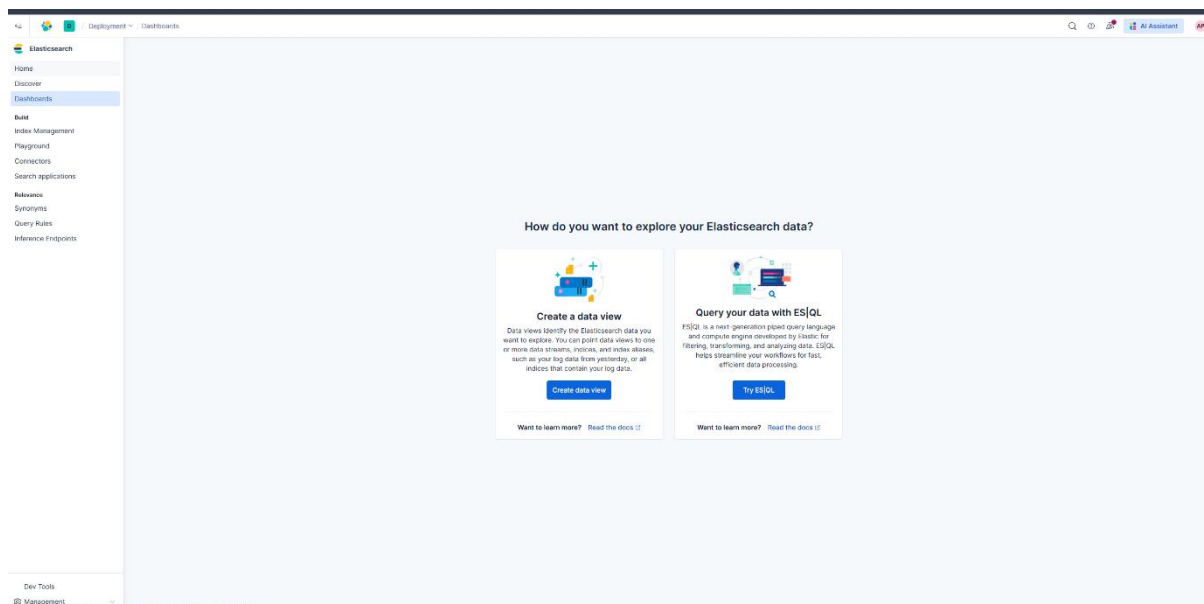 D / Deployment / Dashboards
AI Assistant
AP
Elasticsearch
Home
Discover
Dashboards
Build
Index Management
Playground
Connectors
Search applications
Relevance
Synonyms
Query Rules
Inference Endpoints
How do you want to explore your Elasticsearch data?
Create a data view
Data views identify the Elasticsearch data you
want to explore. You can point data views to one
or more data streams, indices, and index aliases,
such as your log data from yesterday, or all
indices that contain your log data.
Create data view
Want to learn more? Read the docs
Query your data with ES|QL
ES|QL is a next-generation piped query language
and compute engine developed by Elastic for
filtering, transforming, and analyzing data. ES|QL
helps streamline your workflows for fast,
efficient data processing.
Try ES|QL
Want to learn more? Read the docs
Dev Tools
Management